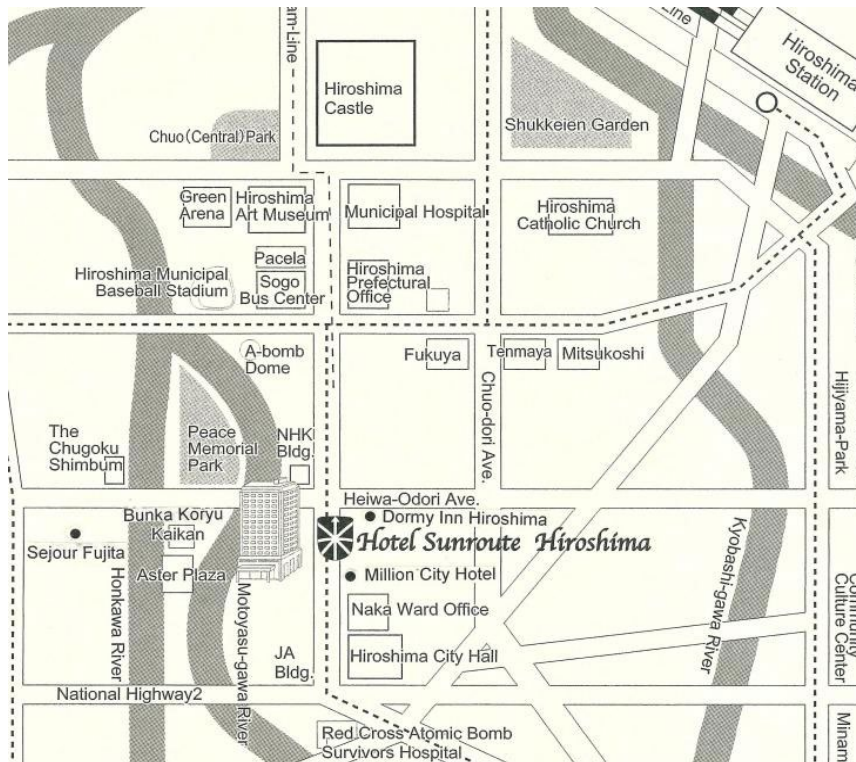 am-Line
Line
Hiroshima
Station
Hiroshima
Castle
Chuo(Central)Park
Shukkeien Garden
Green
Arena
Hiroshima
Art Museum
Municipal Hospital
Hiroshima
Catholic Church
Pacela
Hiroshima Municipal
Baseball Stadium
Sogo
Bus Center
Hiroshima
Prefectural
Office
A-bomb
Dome
Fukuya
Tenmaya
Mitsukoshi
Chuo-dori Ave.
Hijiyama-Park
The
Chugoku
Shimbum
Peace
Memorial
Park
NHK
Bldg.
Heiwa-Odori Ave.
Bunka Koryu
Kaikan
Dormy Inn Hiroshima
Sejour Fujita
Hotel Sunroute Hiroshima
Aster Plaza
Million City Hotel
Honkawa River
Motoyasu-gawa River
Kyobashi-gawa River
Community
Culture Center
Naka Ward Office
JA
Bldg.
Hiroshima City Hall
National Highway2
Red Cross Atomic Bomb
Survivors Hospital
Minam